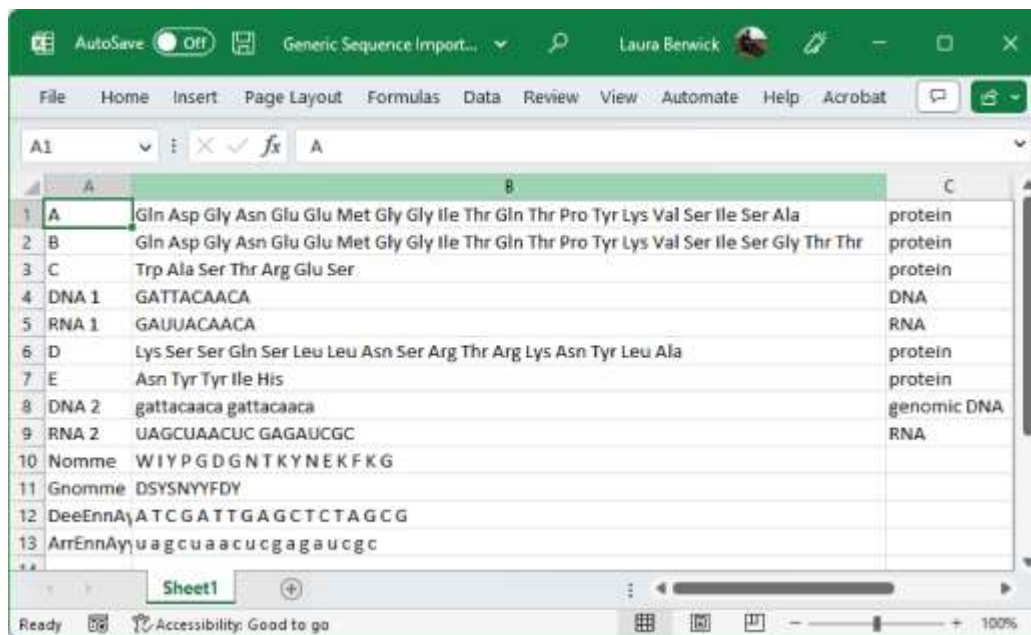 AutoSave Off Generic Sequence Import... Laura Berwick
File Home Insert Page Layout Formulas Data Review View Automate Help Acrobat
A1 fx A
A B C
1 A Gln Asp Gly Asn Glu Glu Met Gly Gly Ile Thr Gln Thr Pro Tyr Lys Val Ser Ile Ser Ala protein
2 B Gln Asp Gly Asn Glu Glu Met Gly Gly Ile Thr Gln Thr Pro Tyr Lys Val Ser Ile Ser Gly Thr Thr protein
3 C Trp Ala Ser Thr Arg Glu Ser protein
4 DNA 1 GATTACAACA DNA
5 RNA 1 GAUUACAACA RNA
6 D Lys Ser Ser Gln Ser Leu Leu Asn Ser Arg Thr Arg Lys Asn Tyr Leu Ala protein
7 E Asn Tyr Tyr Ile His protein
8 DNA 2 gattacaaca gattacaaca genomic DNA
9 RNA 2 UAGCUAACUC GAGAUCGC RNA
10 Nomme W I Y P G D G N T K Y N E K F K G
11 Gnomme DSYSNYYFDY
12 DeeEnnAy A T C G A T T G A G C T C T A G C G
13 ArrEnnAy u a g c u a a c u c g a g a u c g c
Sheet1
Ready Accessibility: Good to go 100%